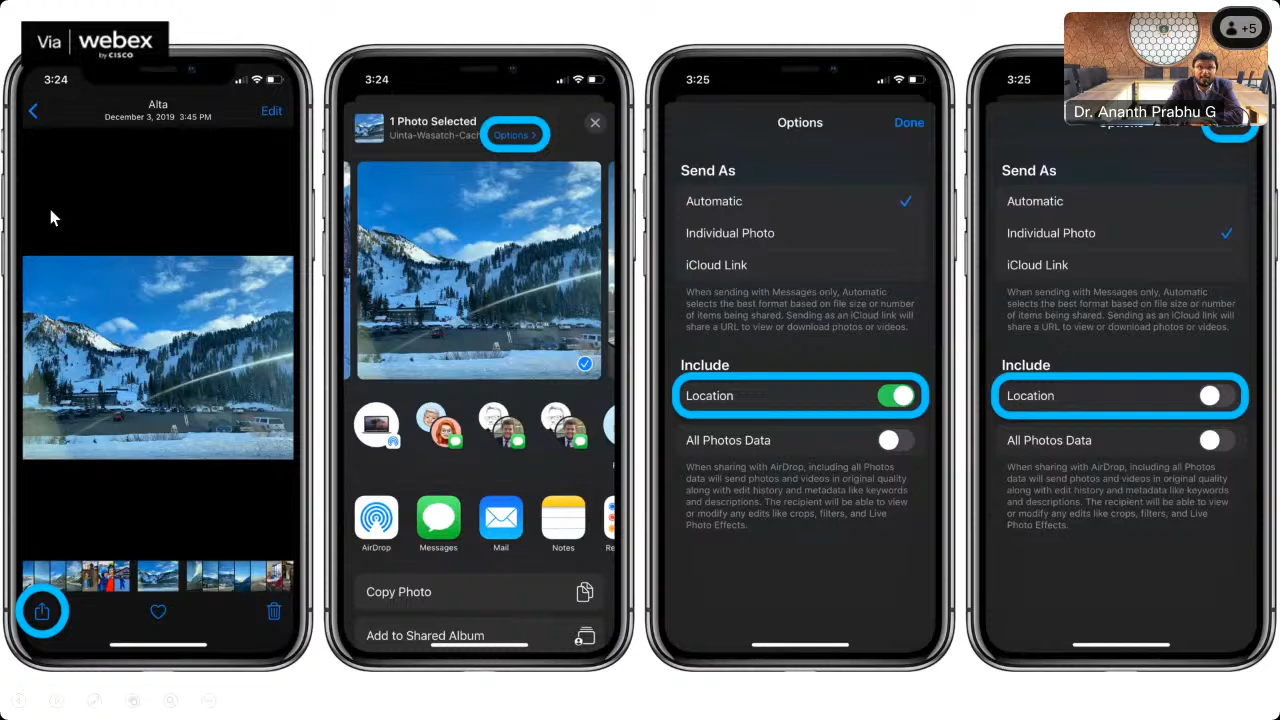 Via | webex
by CISCO
3:24
Alta
December 3, 2019  3:45 PM
Edit
3:24
1 Photo Selected
Uinta-Wasatch-Cach
Options >
AirDrop
Messages
Mail
Notes
Re
Copy Photo
Add to Shared Album
3:25
Options
Done
Send As
Automatic
Individual Photo
iCloud Link
When sending with Messages only, Automatic
selects the best format based on file size or number
of items being shared. Sending as an iCloud link will
share a URL to view or download photos or videos.
Include
Location
All Photos Data
When sharing with AirDrop, including all Photos
data will send photos and videos in original quality
along with edit history and metadata like keywords
and descriptions. The recipient will be able to view
or modify any edits like crops, filters, and Live
Photo Effects.
3:25
Send As
Automatic
Individual Photo
iCloud Link
When sending with Messages only, Automatic
selects the best format based on file size or number
of items being shared. Sending as an iCloud link will
share a URL to view or download photos or videos.
Include
Location
All Photos Data
When sharing with AirDrop, including all Photos
data will send photos and videos in original quality
along with edit history and metadata like keywords
and descriptions. The recipient will be able to view
or modify any edits like crops, filters, and Live
Photo Effects.
+5
Dr. Ananth Prabhu G